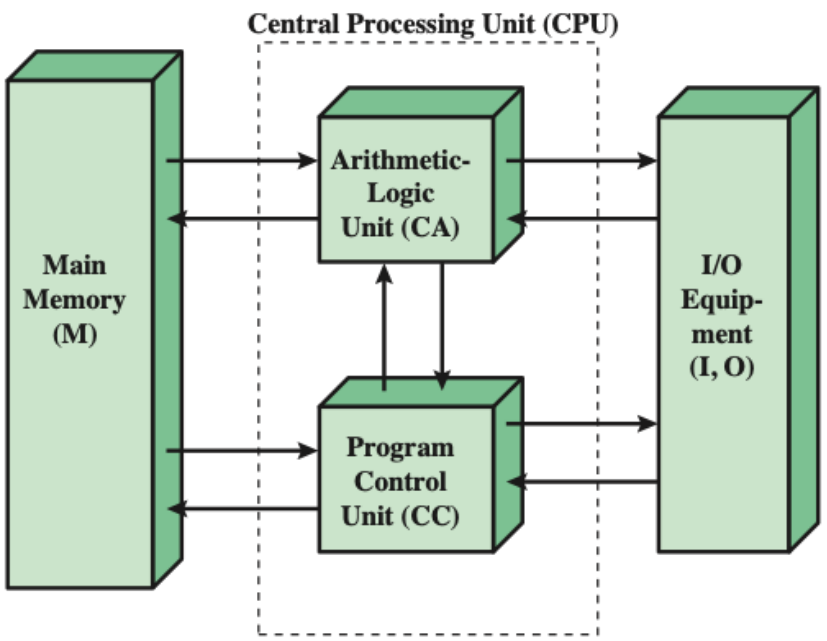 Central Processing Unit (CPU)
Main
Memory
(M)
Arithmetic-
Logic
Unit (CA)
Program
Control
Unit (CC)
I/O
Equip-
ment
(I, O)